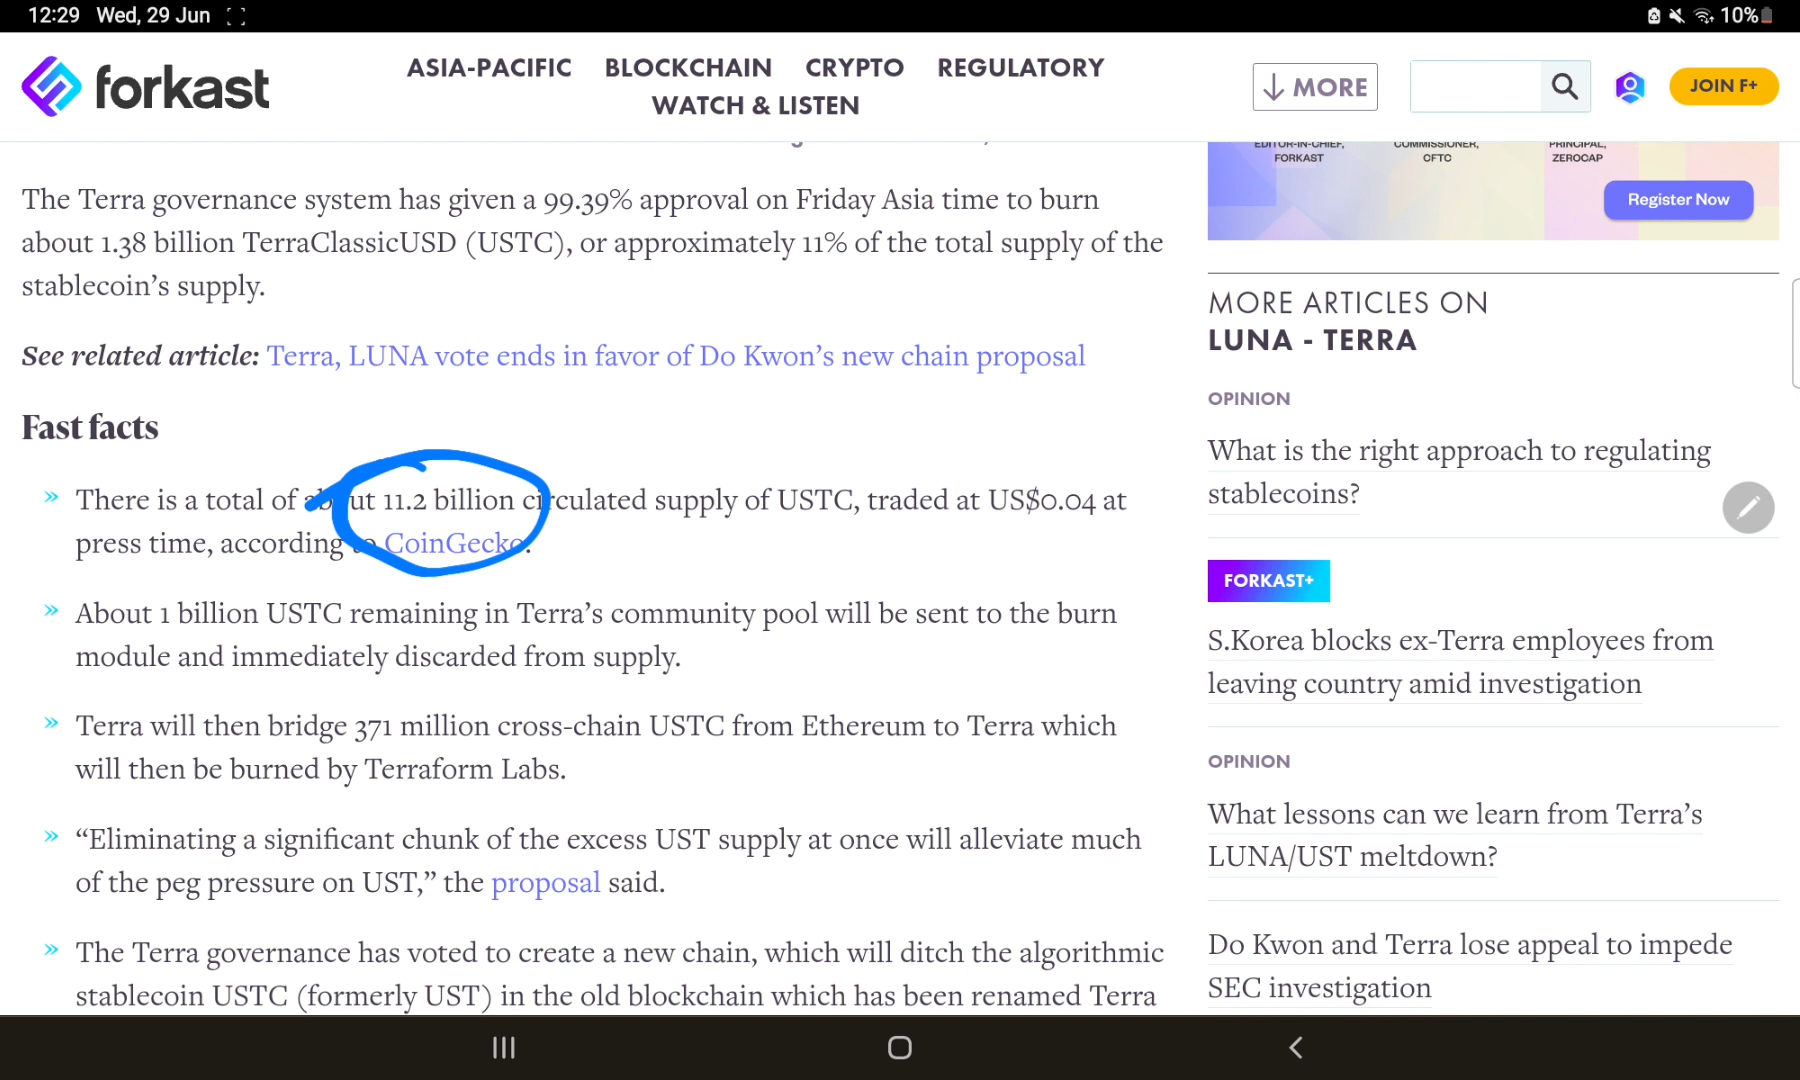 12:29 Wed, 29 Jun
10%
forkast
ASIA-PACIFIC BLOCKCHAIN CRYPTO REGULATORY
WATCH & LISTEN
MORE
JOIN F+
The Terra governance system has given a 99.39% approval on Friday Asia time to burn
about 1.38 billion TerraClassicUSD (USTC), or approximately 11% of the total supply of the
stablecoin’s supply.
See related article: Terra, LUNA vote ends in favor of Do Kwon’s new chain proposal
Fast facts
» There is a total of about 11.2 billion circulated supply of USTC, traded at US$0.04 at
press time, according to CoinGecko.
» About 1 billion USTC remaining in Terra’s community pool will be sent to the burn
module and immediately discarded from supply.
» Terra will then bridge 371 million cross-chain USTC from Ethereum to Terra which
will then be burned by Terraform Labs.
» “Eliminating a significant chunk of the excess UST supply at once will alleviate much
of the peg pressure on UST,” the proposal said.
» The Terra governance has voted to create a new chain, which will ditch the algorithmic
stablecoin USTC (formerly UST) in the old blockchain which has been renamed Terra
EDITOR-IN-CHIEF,
FORKAST
COMMISSIONER,
CFTC
PRINCIPAL,
ZEROCAP
Register Now
MORE ARTICLES ON
LUNA - TERRA
OPINION
What is the right approach to regulating
stablecoins?
FORKAST+
S.Korea blocks ex-Terra employees from
leaving country amid investigation
OPINION
What lessons can we learn from Terra’s
LUNA/UST meltdown?
Do Kwon and Terra lose appeal to impede
SEC investigation